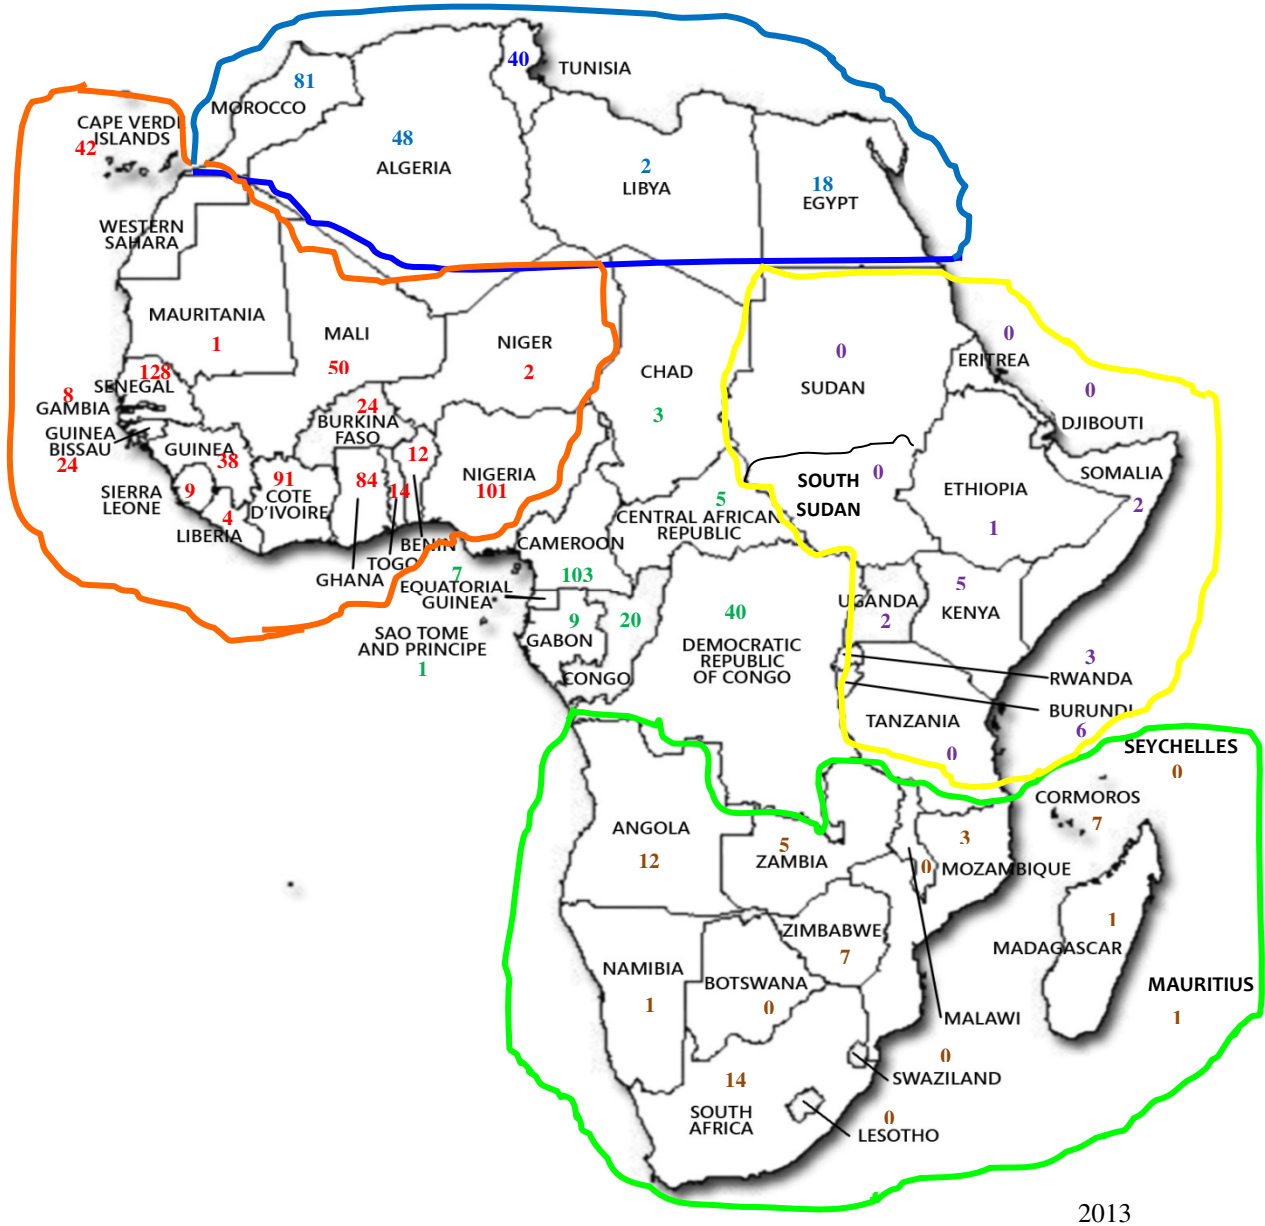 40
TUNISIA
81
MOROCCO
CAPE VERDI
ISLANDS
42
48
ALGERIA
2
LIBYA
18
EGYPT
WESTERN
SAHARA
MAURITANIA
1
MALI
50
NIGER
2
CHAD
3
0
SUDAN
0
ERITREA
0
DJIBOUTI
128
SENEGAL
8
GAMBIA
GUINEA
BISSAU
24
24
BURKINA
FASO
GUINEA
38
9
SIERRA
LEONE
4
LIBERIA
91
COTE
D'IVOIRE
84
GHANA
14
TOGO
12
BENIN
NIGERIA
101
SOUTH
SUDAN
0
ETHIOPIA
1
SOMALIA
2
5
CENTRAL AFRICAN
REPUBLIC
CAMEROON
103
7
EQUATORIAL
GUINEA
SAO TOME
AND PRINCIPE
1
9
GABON
20
CONGO
40
DEMOCRATIC
REPUBLIC
OF CONGO
UGANDA
2
5
KENYA
3
RWANDA
BURUNDI
6
TANZANIA
0
SEYCHELLES
0
CORMOROS
7
ANGOLA
12
5
ZAMBIA
0
3
MOZAMBIQUE
ZIMBABWE
7
1
MADAGASCAR
MAURITIUS
1
NAMIBIA
1
BOTSWANA
0
MALAWI
0
SWAZILAND
14
SOUTH
AFRICA
0
LESOTHO
2013